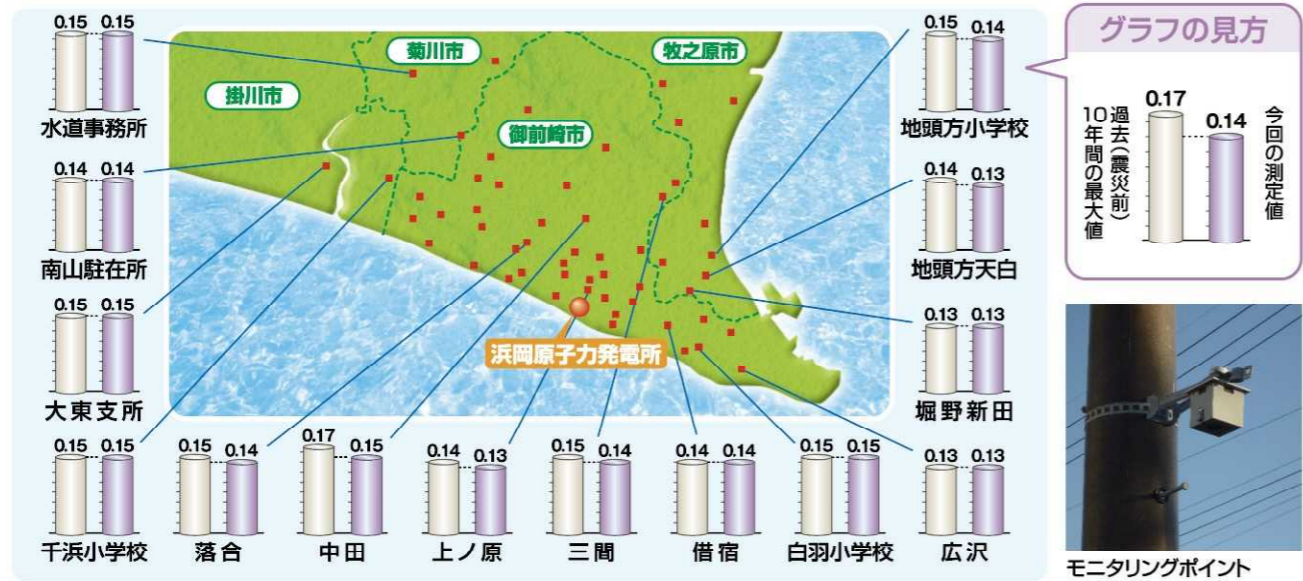 0.15 0.15
水道事務所
0.14 0.14
南山駐在所
0.15 0.15
大東支所
0.15 0.15
千浜小学校
0.15 0.14
落合
0.17 0.15
中田
0.14 0.13
上ノ原
0.15 0.14
三間
0.14 0.14
借宿
0.15 0.15
白羽小学校
0.13 0.13
広沢
0.15 0.14
地頭方小学校
0.14 0.13
地頭方天白
0.13 0.13
堀野新田
菊川市
牧之原市
掛川市
御前崎市
浜岡原子力発電所
グラフの見方
0.17
0.14
過去(震災前)
10年間の最大値
今回の測定値
モニタリングポイント